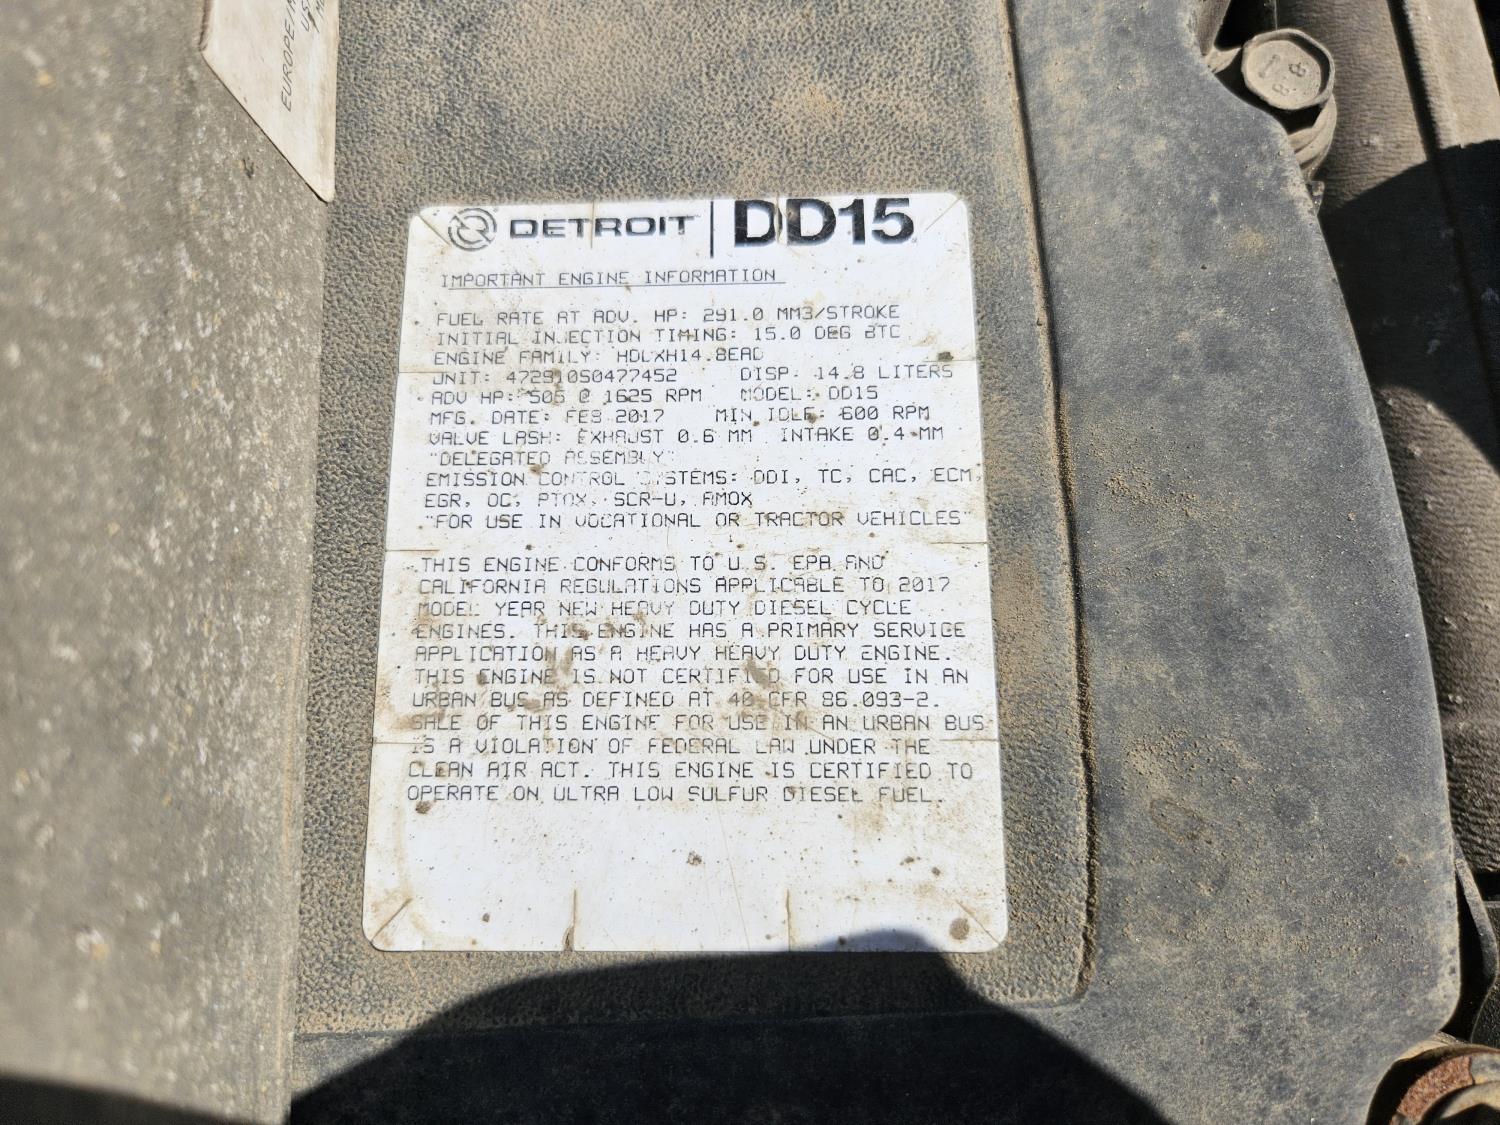 EUROPE/
US
DETROIT DD15
IMPORTANT ENGINE INFORMATION
FUEL RATE AT ADV. HP: 291.0 MM3/STROKE
INITIAL INJECTION TIMING: 15.0 DEG BTC
ENGINE FAMILY: HDLXH14.8EAD
UNIT: 472910S0477452 DISP: 14.8 LITERS
ADV HP: 505 @ 1625 RPM MODEL: DD15
MFG. DATE: FEB 2017 MIN. IDLE: 600 RPM
VALVE LASH: EXHAUST 0.6 MM INTAKE 0.4 MM
"DELEGATED ASSEMBLY"
EMISSION CONTROL SYSTEMS: DDI, TC, CAC, ECM,
EGR, OC, PTOX, SCR-U, AMOX
"FOR USE IN VOCATIONAL OR TRACTOR VEHICLES"
THIS ENGINE CONFORMS TO U.S. EPA AND
CALIFORNIA REGULATIONS APPLICABLE TO 2017
MODEL YEAR NEW HEAVY DUTY DIESEL CYCLE
ENGINES. THIS ENGINE HAS A PRIMARY SERVICE
APPLICATION AS A HEAVY HEAVY DUTY ENGINE.
THIS ENGINE IS NOT CERTIFIED FOR USE IN AN
URBAN BUS AS DEFINED AT 40 CFR 86.093-2.
SALE OF THIS ENGINE FOR USE IN AN URBAN BUS
IS A VIOLATION OF FEDERAL LAW UNDER THE
CLEAN AIR ACT. THIS ENGINE IS CERTIFIED TO
OPERATE ON ULTRA LOW SULFUR DIESEL FUEL.